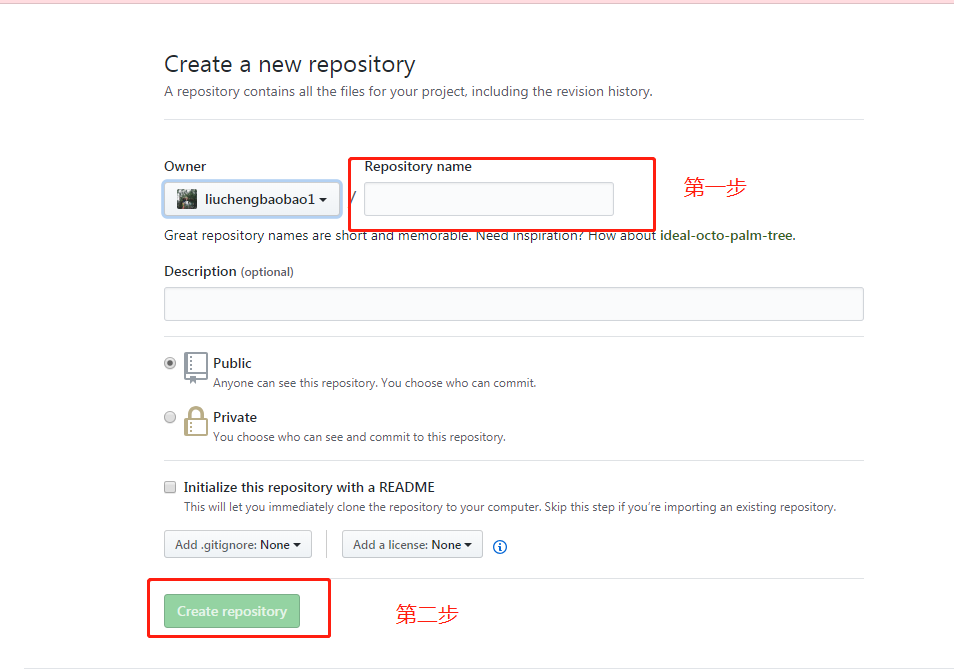 Create a new repository
A repository contains all the files for your project, including the revision history.
Owner
Repository name
第一步
liuchengbaobao1
/
Great repository names are short and memorable. Need inspiration? How about ideal-octo-palm-tree.
Description (optional)
Public
Anyone can see this repository. You choose who can commit.
Private
You choose who can see and commit to this repository.
Initialize this repository with a README
This will let you immediately clone the repository to your computer. Skip this step if you're importing an existing repository.
Add .gitignore: None
Add a license: None
Create repository
第二步